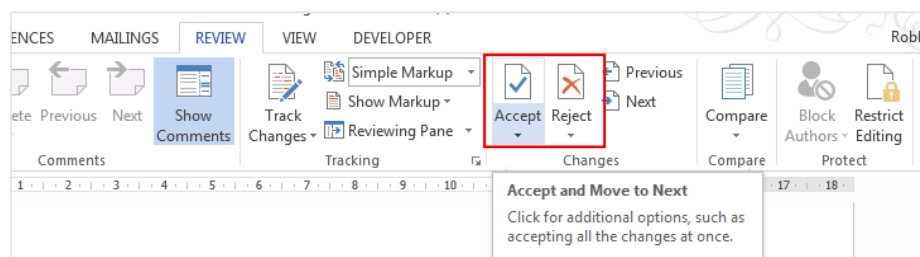 ENCES MAILINGS REVIEW VIEW DEVELOPER Robl
Simple Markup Previous
Show Markup Next
ete Previous Next Show Comments Track Changes Reviewing Pane Accept Reject Compare Block Authors Restrict Editing
Comments Tracking Changes Compare Protect
1 2 3 4 5 6 7 8 9 10 17 18
Accept and Move to Next
Click for additional options, such as
accepting all the changes at once.